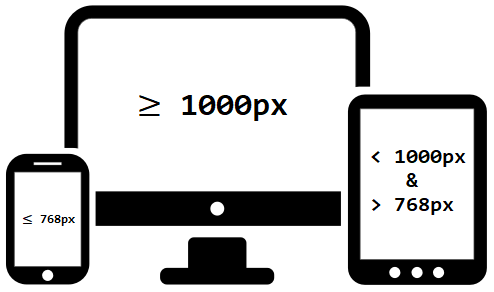 ≥ 1000px
≤ 768px
< 1000px
&
> 768px